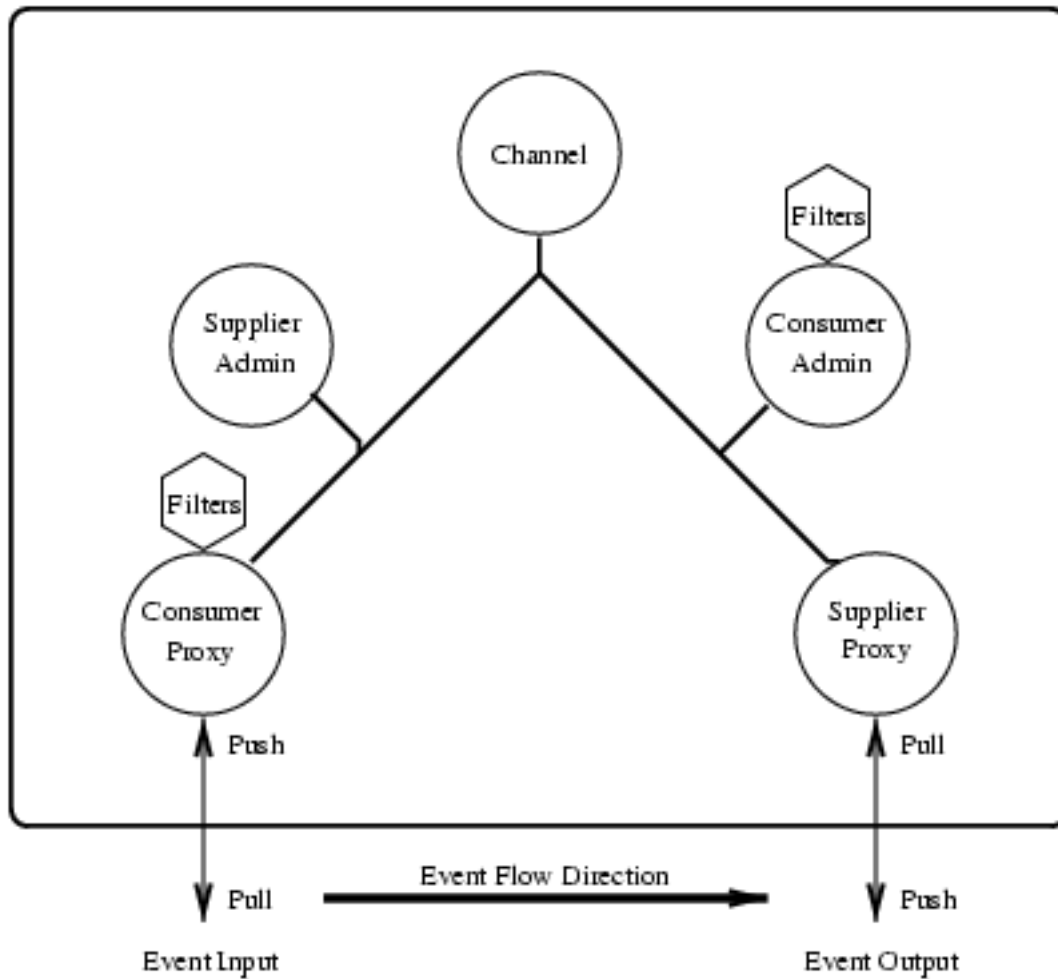 Channel
Filters
Supplier
Admin
Consumer
Admin
Filters
Consumer
Proxy
Supplier
Proxy
Push
Pull
Event Flow Direction
Pull
Push
Event Input
Event Output